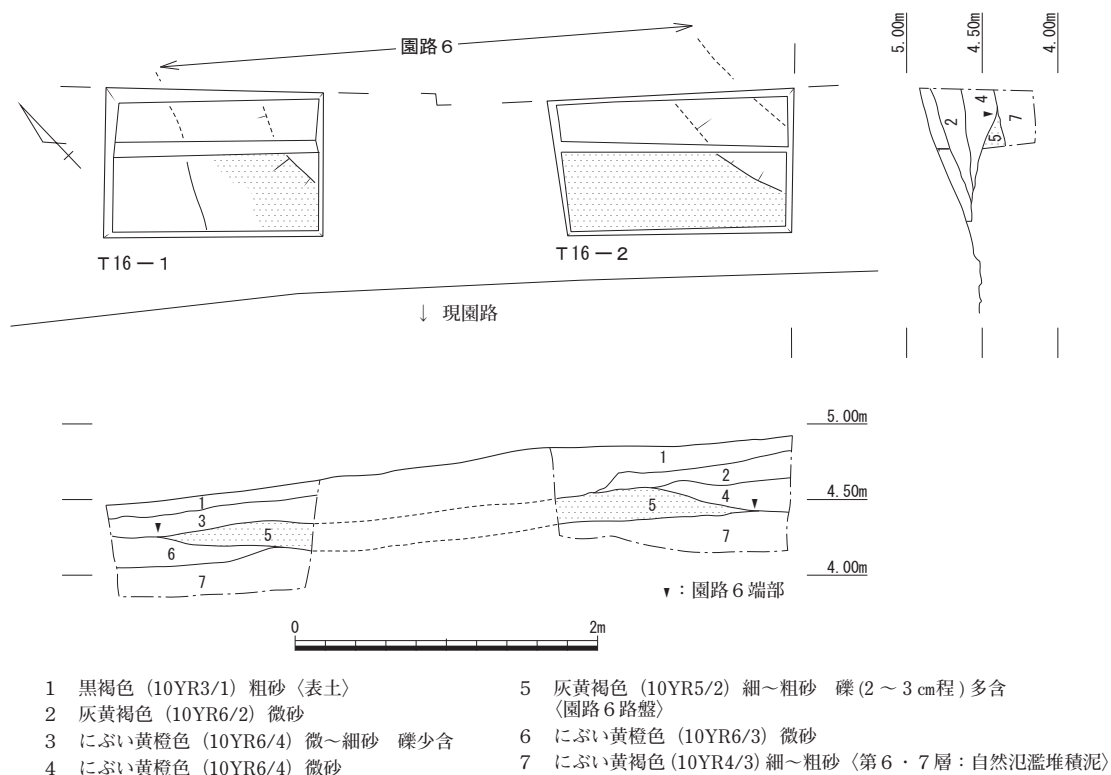 園路6
5.00m
4.50m
4.00m
2
4
5
7
T16－1
T16－2
↓ 現園路
5.00m
4.50m
4.00m
1
3
5
6
7
1
2
4
5
7
▼：園路6端部
0
2m
1 黒褐色 (10YR3/1) 粗砂〈表土〉
2 灰黄褐色 (10YR6/2) 微砂
3 にぶい黄橙色 (10YR6/4) 微～細砂 礫少含
4 にぶい黄橙色 (10YR6/4) 微砂
5 灰黄褐色 (10YR5/2) 細～粗砂 礫(2～3㎝程)多含
〈園路6路盤〉
6 にぶい黄橙色 (10YR6/3) 微砂
7 にぶい黄褐色(10YR4/3)細～粗砂〈第6・7層：自然氾濫堆積泥〉